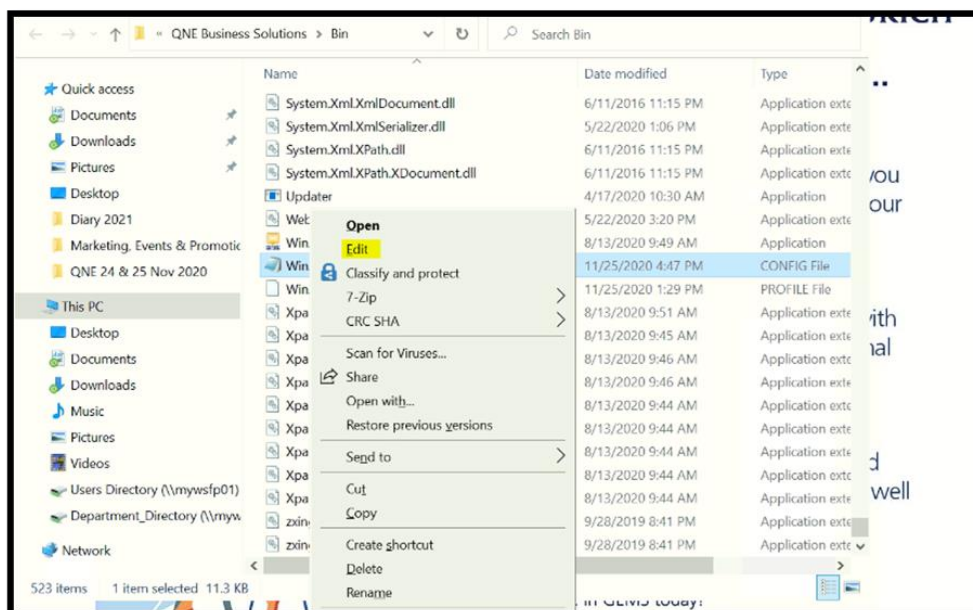 QNE Business Solutions > Bin
Search Bin
Name
Date modified
Type
Quick access
Documents
Downloads
Pictures
Desktop
Diary 2021
Marketing, Events & Promotic
QNE 24 & 25 Nov 2020
This PC
Desktop
Documents
Downloads
Music
Pictures
Videos
Users Directory (\\mywsfp01)
Department_Directory (\\myw
Network
System.Xml.XmlDocument.dll 6/11/2016 11:15 PM Application exte
System.Xml.XmlSerializer.dll 5/22/2020 1:06 PM Application exte
System.Xml.XPath.dll 6/11/2016 11:15 PM Application exte
System.Xml.XPath.XDocument.dll 6/11/2016 11:15 PM Application exte
Updater 4/17/2020 10:30 AM Application
Wet 5/22/2020 3:20 PM Application exte
Win 8/13/2020 9:49 AM Application
Win 11/25/2020 4:47 PM CONFIG File
Win 11/25/2020 1:29 PM PROFILE File
Xpa 8/13/2020 9:51 AM Application exte
Xpa 8/13/2020 9:45 AM Application exte
Xpa 8/13/2020 9:46 AM Application exte
Xpa 8/13/2020 9:46 AM Application exte
Xpa 8/13/2020 9:44 AM Application exte
Xpa 8/13/2020 9:44 AM Application exte
Xpa 8/13/2020 9:44 AM Application exte
Xpa 8/13/2020 9:44 AM Application exte
Xpa 8/13/2020 9:44 AM Application exte
zxin 9/28/2019 8:41 PM Application exte
zxin 9/28/2019 8:41 PM Application exte
Open
Edit
Classify and protect
7-Zip
CRC SHA
Scan for Viruses...
Share
Open with...
Restore previous versions
Send to
Cut
Copy
Create shortcut
Delete
Rename
523 items 1 item selected 11.3 KB
you
our
with
nal
d
well
in GEMS today!